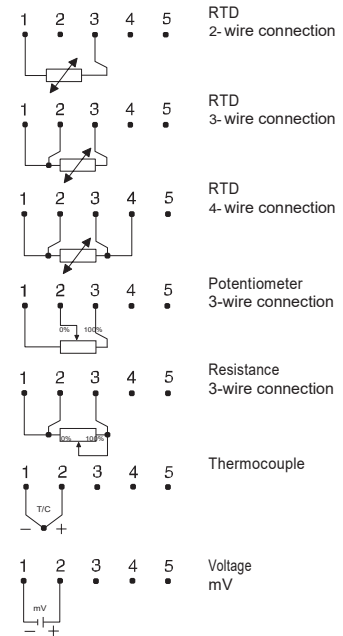 1 2 3 4 5
RTD
2- wire connection
1 2 3 4 5
RTD
3- wire connection
1 2 3 4 5
RTD
4- wire connection
1 2 3 4 5
0% 100%
Potentiometer
3-wire connection
1 2 3 4 5
0% 100%
Resistance
3-wire connection
1 2 3 4 5
T/C
− +
Thermocouple
1 2 3 4 5
mV
− +
Voltage
mV